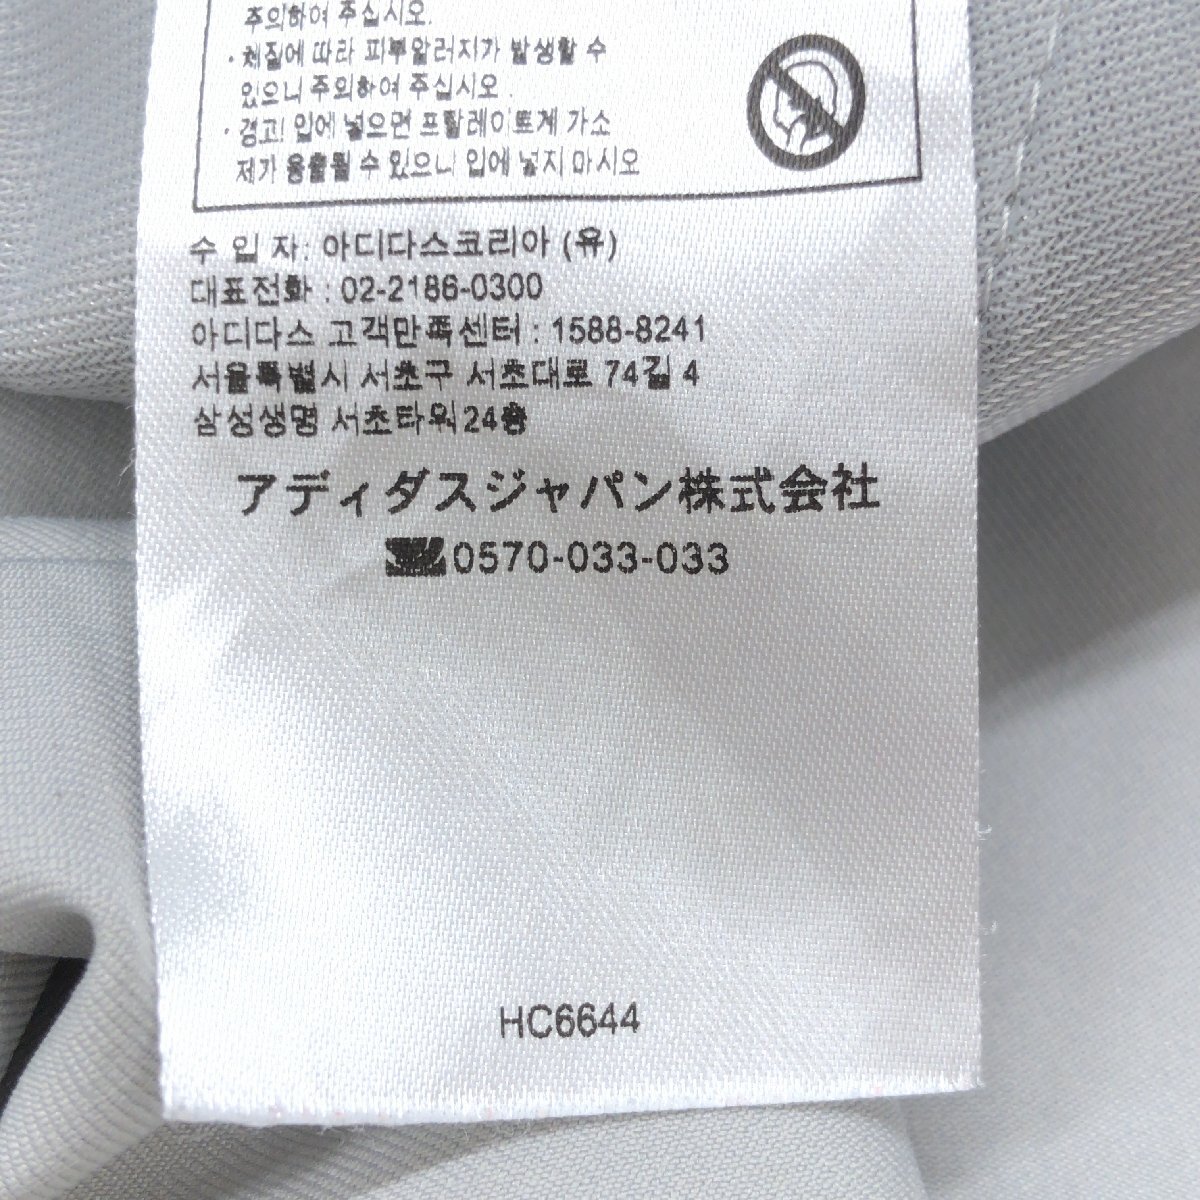 주의하여 주십시오.
· 체질에 따라 피부알러지가 발생할 수
있으니 주의하여 주십시오 .
· 경고! 입에 넣으면 프탈레이트계 가소
제가 용출될 수 있으니 입에 넣지 마시오
수 입 자: 아디다스코리아 (유)
대표전화 : 02-2186-0300
아디다스 고객만족센터 : 1588-8241
서울특별시 서초구 서초대로 74길 4
삼성생명 서초타워24층
アディダスジャパン株式会社
0570-033-033
HC6644